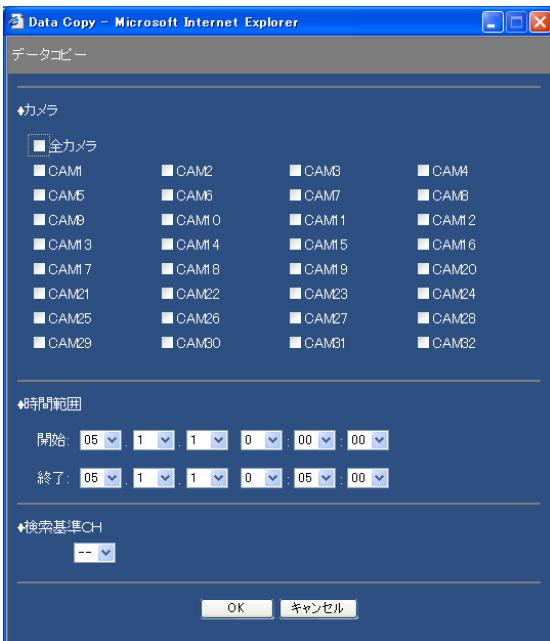 Data Copy - Microsoft Internet Explorer
データコピー
♦カメラ
全カメラ
CAM1 CAM2 CAM3 CAM4
CAM5 CAM6 CAM7 CAM8
CAM9 CAM10 CAM11 CAM12
CAM13 CAM14 CAM15 CAM16
CAM17 CAM18 CAM19 CAM20
CAM21 CAM22 CAM23 CAM24
CAM25 CAM26 CAM27 CAM28
CAM29 CAM30 CAM31 CAM32
♦時間範囲
開始: 05 . 1 . 1 0 : 00 : 00
終了: 05 . 1 . 1 0 : 05 : 00
♦検索基準CH
--
OK キャンセル